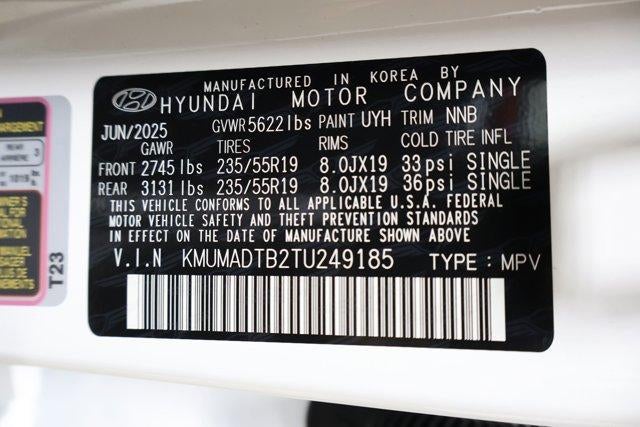 MANUFACTURED IN KOREA BY
HYUNDAI MOTOR COMPANY
JUN/2025 GVWR 5622 lbs PAINT UYH TRIM NNB
GAWR TIRES RIMS COLD TIRE INFL
FRONT 2745 lbs 235/55R19 8.0JX19 33psi SINGLE
REAR 3131 lbs 235/55R19 8.0JX19 36psi SINGLE
THIS VEHICLE CONFORMS TO ALL APPLICABLE U.S.A. FEDERAL
MOTOR VEHICLE SAFETY AND THEFT PREVENTION STANDARDS
IN EFFECT ON THE DATE OF MANUFACTURE SHOWN ABOVE
V.I.N KMUMADTB2TU249185 TYPE : MPV
REAR
ARRIERE 3
T23